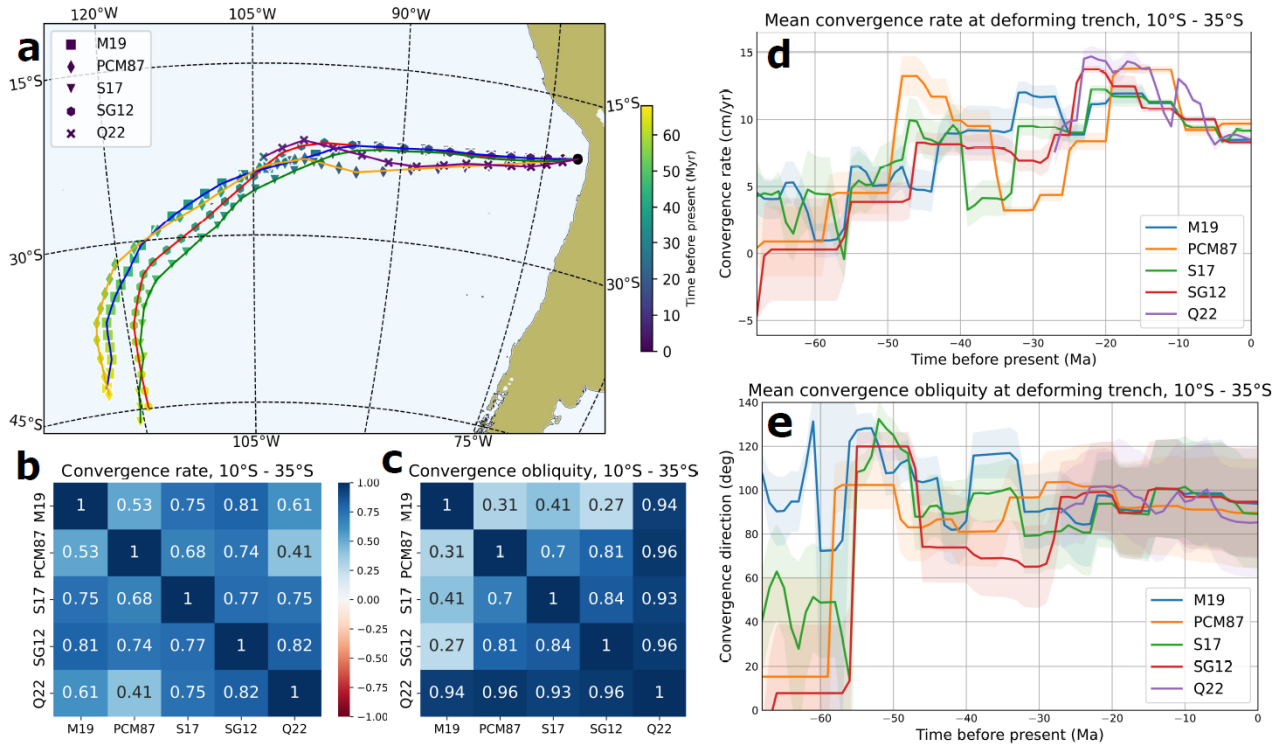 a
120°W
105°W
90°W
M19
PCM87
S17
SG12
Q22
15°S
30°S
45°S
105°W
75°W
15°S
30°S
60
50
40
30
20
10
0
Time before present (Myr)
b
Convergence rate, 10°S - 35°S
M19
1
0.53
0.75
0.81
0.61
PCM87
0.53
1
0.68
0.74
0.41
S17
0.75
0.68
1
0.77
0.75
SG12
0.81
0.74
0.77
1
0.82
Q22
0.61
0.41
0.75
0.82
1
M19
PCM87
S17
SG12
Q22
1.00
0.75
0.50
0.25
0.00
−0.25
−0.50
−0.75
−1.00
c
Convergence obliquity, 10°S - 35°S
M19
1
0.31
0.41
0.27
0.94
PCM87
0.31
1
0.7
0.81
0.96
S17
0.41
0.7
1
0.84
0.93
SG12
0.27
0.81
0.84
1
0.96
Q22
0.94
0.96
0.93
0.96
1
M19
PCM87
S17
SG12
Q22
Mean convergence rate at deforming trench, 10°S - 35°S
d
15
10
5
0
−5
Convergence rate (cm/yr)
M19
PCM87
S17
SG12
Q22
−60
−50
−40
−30
−20
−10
0
Time before present (Ma)
Mean convergence obliquity at deforming trench, 10°S - 35°S
e
140
120
100
80
60
40
20
0
Convergence direction (deg)
M19
PCM87
S17
SG12
Q22
−60
−50
−40
−30
−20
−10
0
Time before present (Ma)